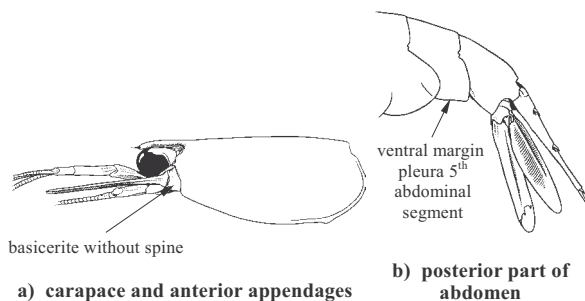 ventral margin
pleura 5th
abdominal
segment
basicerite without spine
a) carapace and anterior appendages
b) posterior part of
abdomen